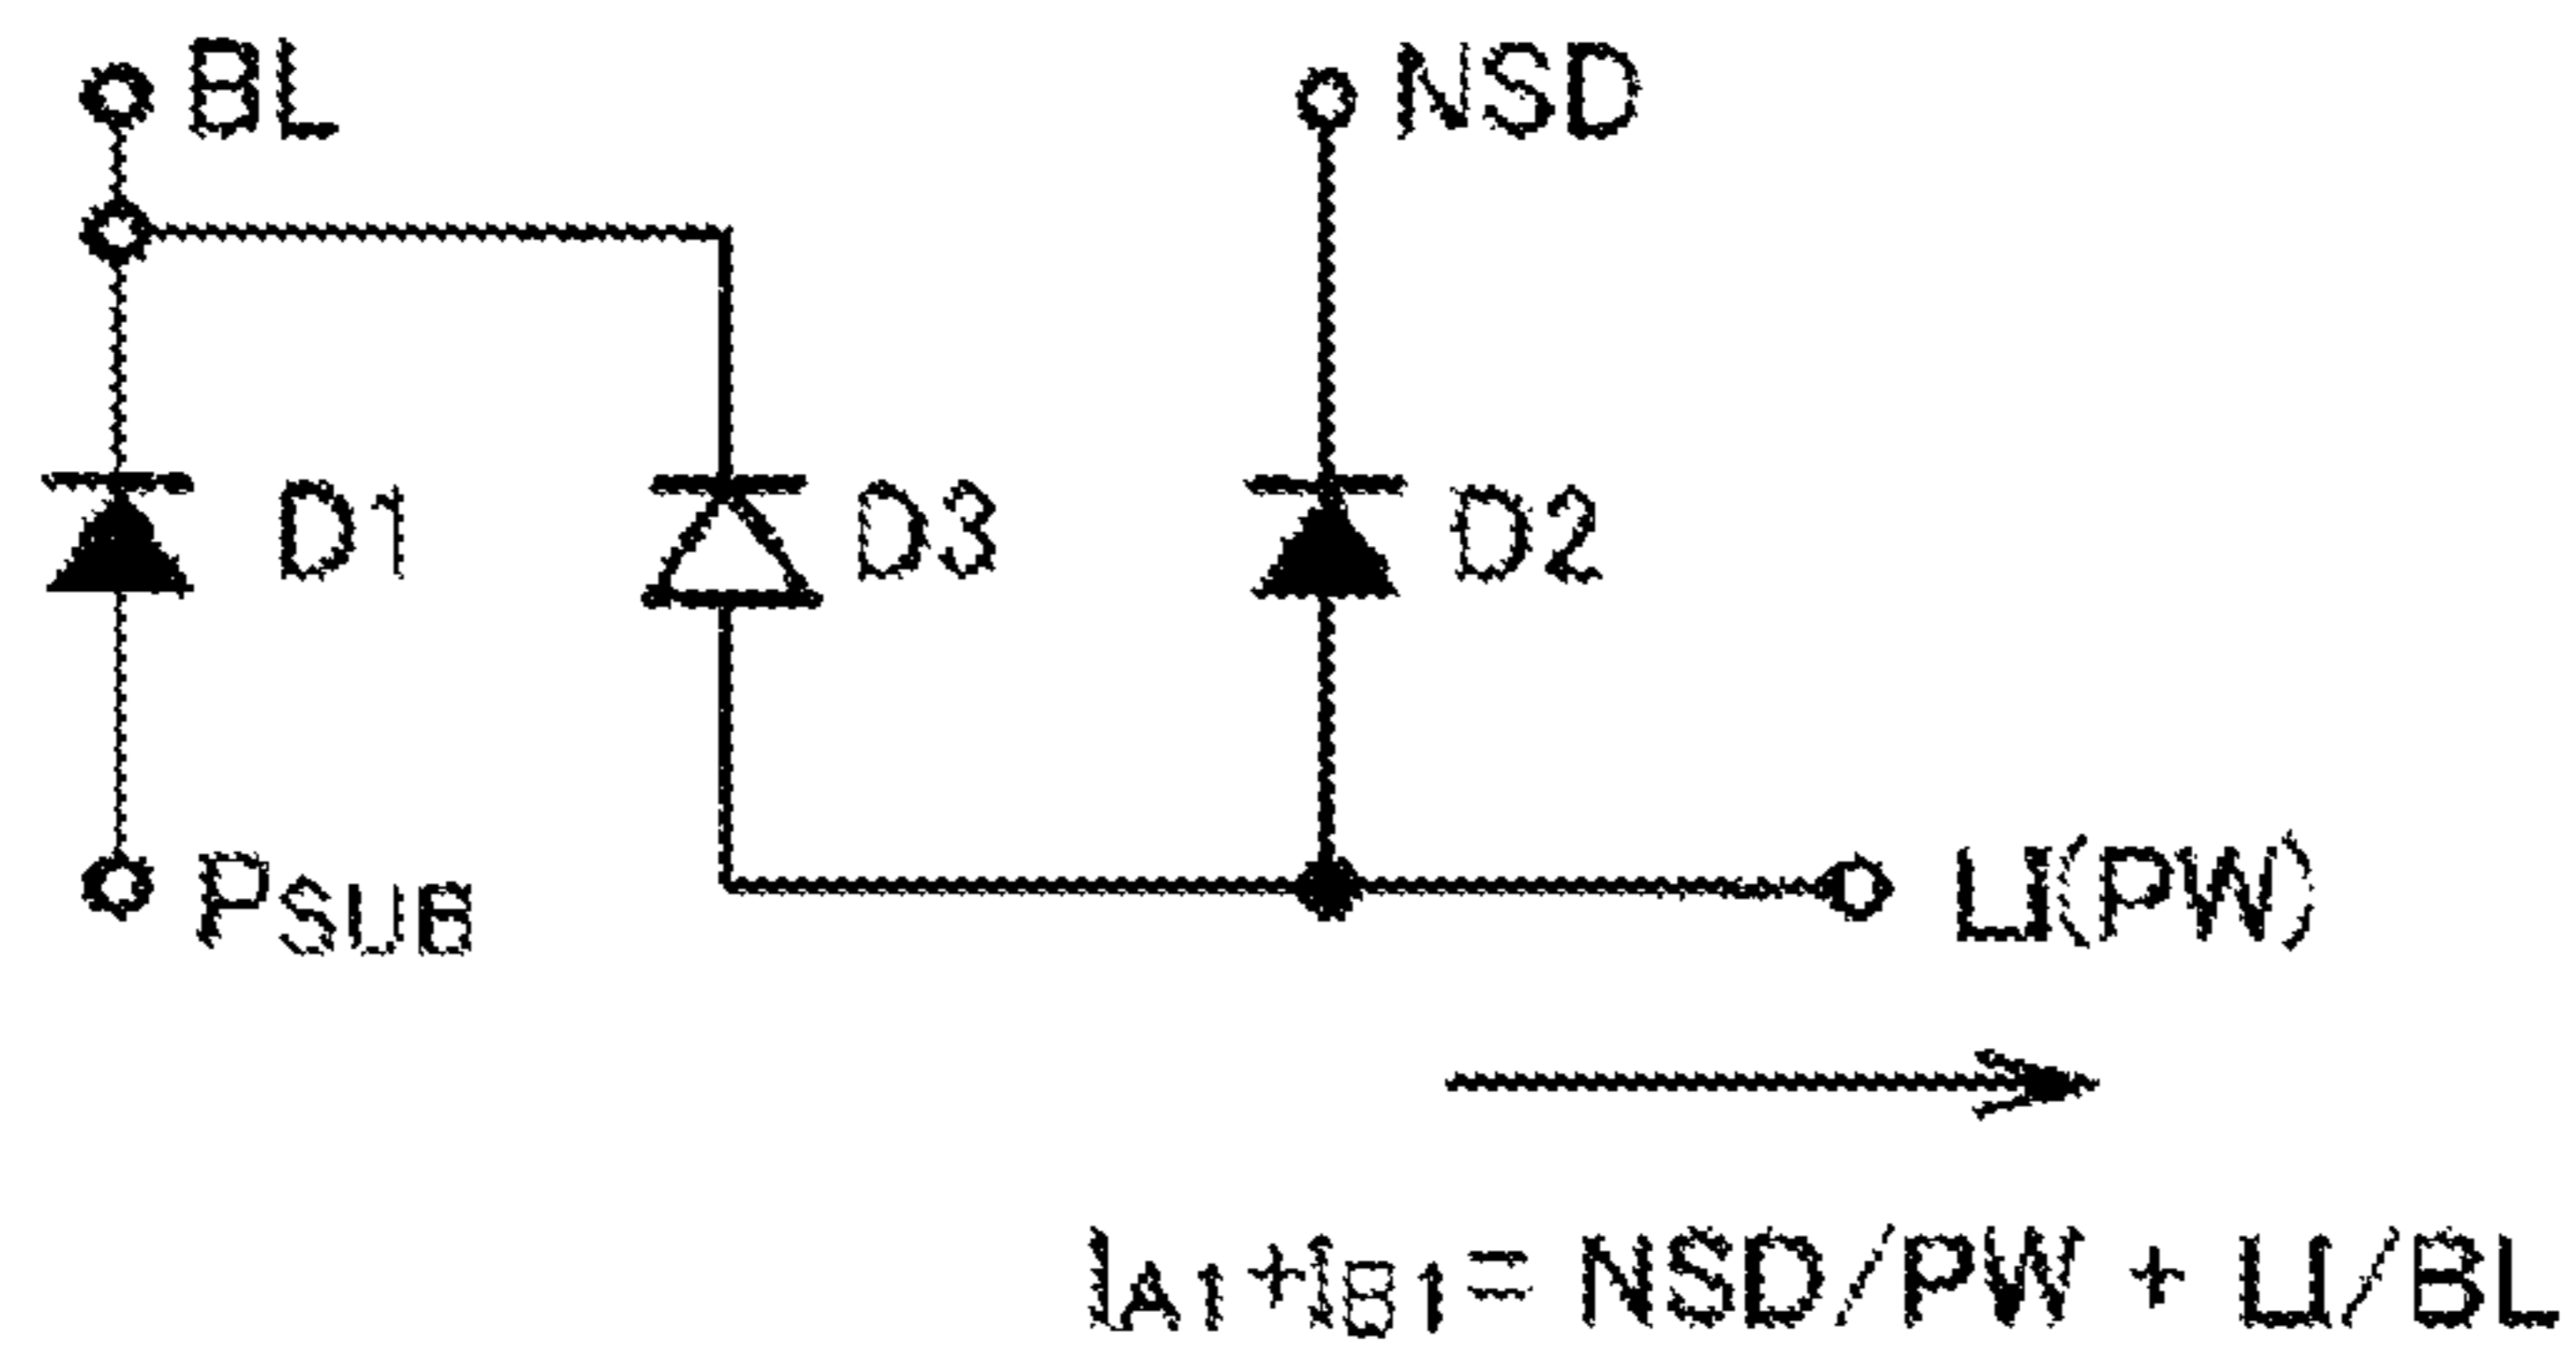 BL NSD
D1 D3 D2
PSUB LI(PW)
IA1+IB1= NSD/PW + LI/BL